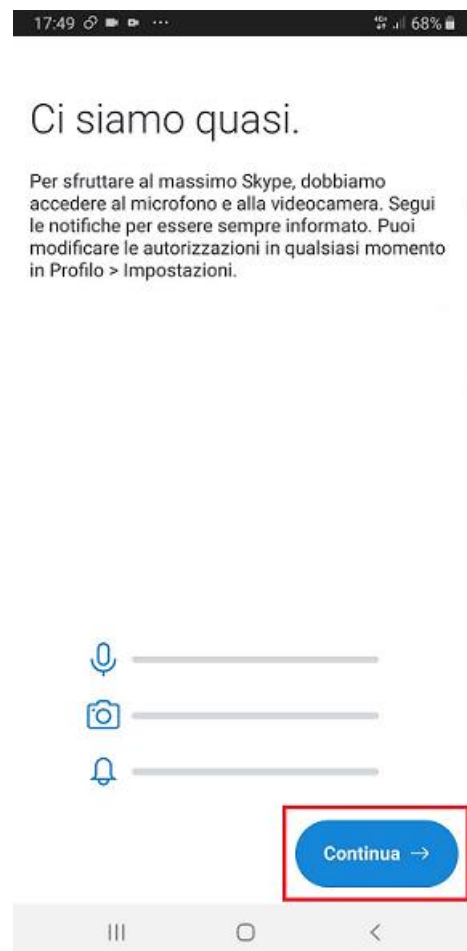 17:49 68%
Ci siamo quasi.
Per sfruttare al massimo Skype, dobbiamo
accedere al microfono e alla videocamera. Segui
le notifiche per essere sempre informato. Puoi
modificare le autorizzazioni in qualsiasi momento
in Profilo > Impostazioni.
Continua →